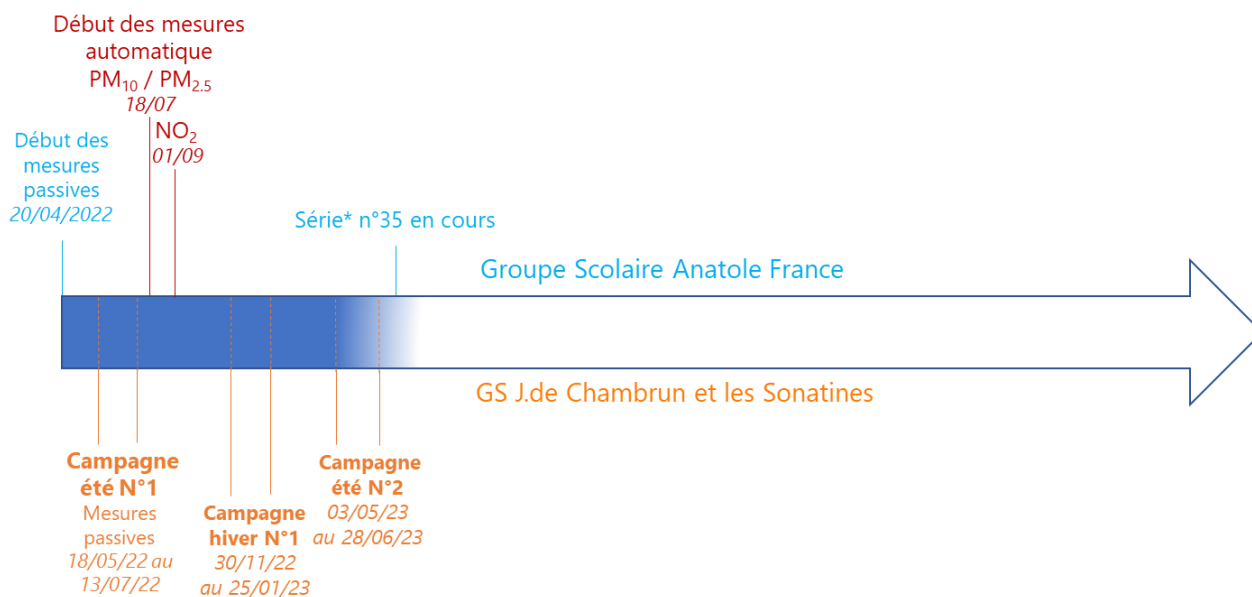 Début des mesures
automatique
PM₁₀ / PM₂.₅
18/07
NO₂
01/09
Début des
mesures
passives
20/04/2022
Série* n°35 en cours
Groupe Scolaire Anatole France
GS J.de Chambrun et les Sonatines
Campagne
été N°1
Mesures
passives
18/05/22 au
13/07/22
Campagne
hiver N°1
30/11/22
au 25/01/23
Campagne
été N°2
03/05/23
au 28/06/23